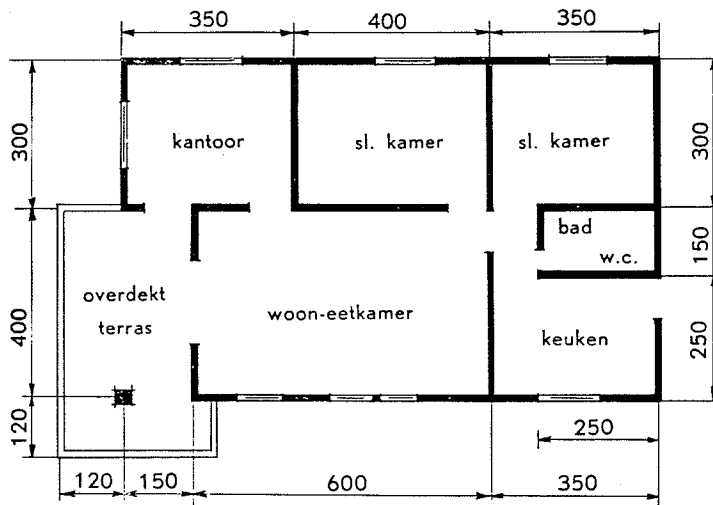 350 400 350
300
kantoor
sl. kamer
sl. kamer
300
bad
w.c.
150
overdekt
terras
woon-eetkamer
keuken
400
250
120
250
120 150 600 350